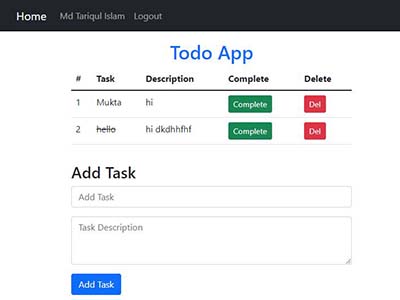 Home Md Tariqul Islam Logout
Todo App
# Task Description Complete Delete
1 Mukta hi Complete Del
2 hello hi dkdhhfhf Complete Del
Add Task
Add Task
Task Description
Add Task